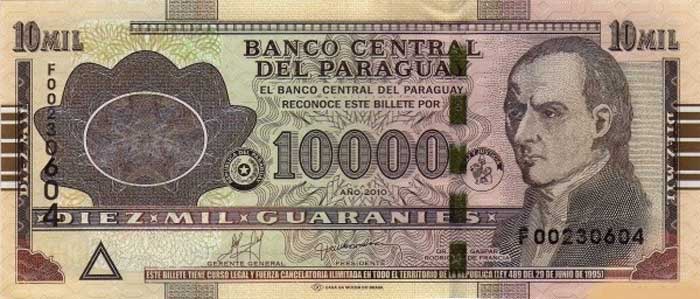 10 MIL
10 MIL
BANCO CENTRAL
DEL PARAGUAY
EL BANCO CENTRAL DEL PARAGUAY
RECONOCE ESTE BILLETE POR
10000
AÑO 2010
DIEZ MIL GUARANIES
DIEZ MIL
DIEZ MIL
F00230604
F00230604
GERENTE GENERAL
PRESIDENTE
DR. GASPAR
RODRIGUEZ DE FRANCIA
ESTE BILLETE TIENE CURSO LEGAL Y FUERZA CANCELATORIA ILIMITADA EN TODO EL TERRITORIO DE LA REPUBLICA (LEY 489 DEL 29 DE JUNIO DE 1995)
CASA DA MOEDA DO BRASIL